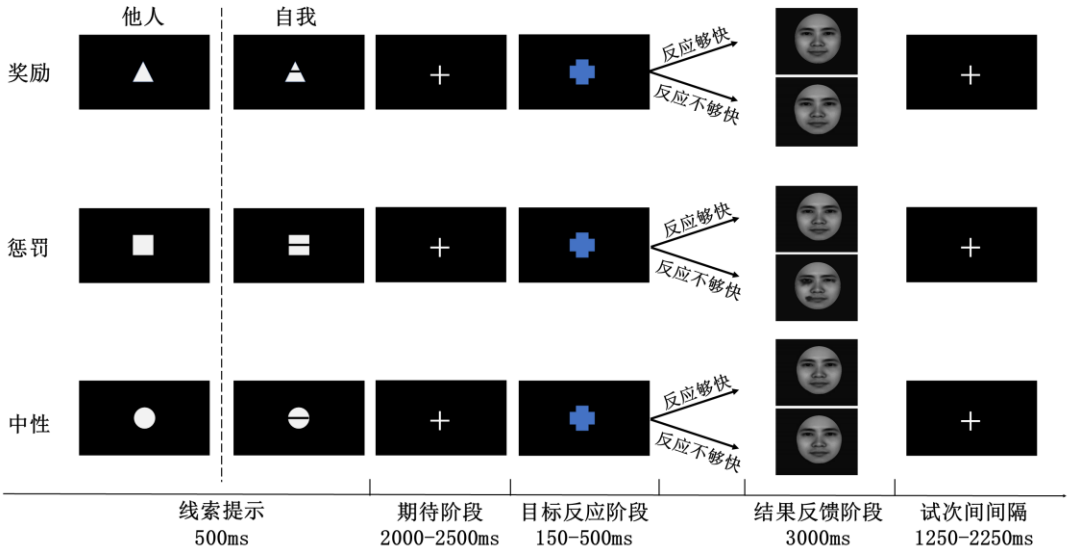 他人
自我
奖励
反应够快
反应不够快
惩罚
反应够快
反应不够快
中性
反应够快
反应不够快
线索提示
500ms
期待阶段
2000-2500ms
目标反应阶段
150-500ms
结果反馈阶段
3000ms
试次间间隔
1250-2250ms